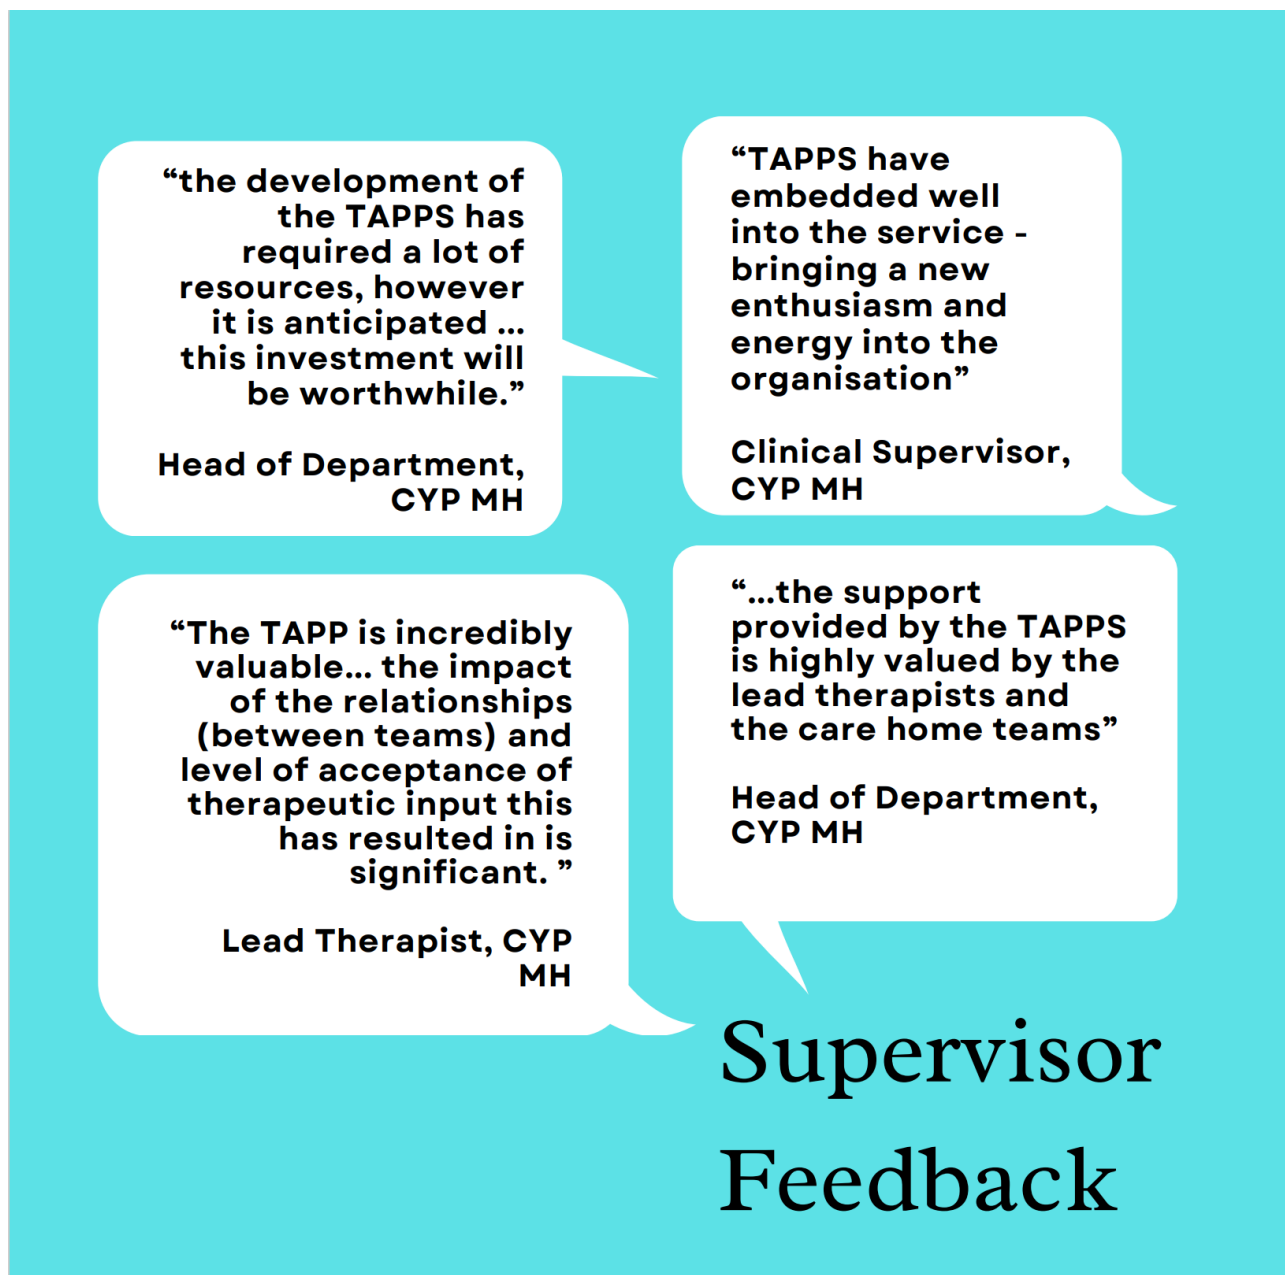 “the development of
the TAPPS has
required a lot of
resources, however
it is anticipated ...
this investment will
be worthwhile.”
Head of Department,
CYP MH
“TAPPS have
embedded well
into the service -
bringing a new
enthusiasm and
energy into the
organisation”
Clinical Supervisor,
CYP MH
“The TAPP is incredibly
valuable... the impact
of the relationships
(between teams) and
level of acceptance of
therapeutic input this
has resulted in is
significant. ”
Lead Therapist, CYP
MH
“...the support
provided by the TAPPS
is highly valued by the
lead therapists and
the care home teams”
Head of Department,
CYP MH
Supervisor
Feedback